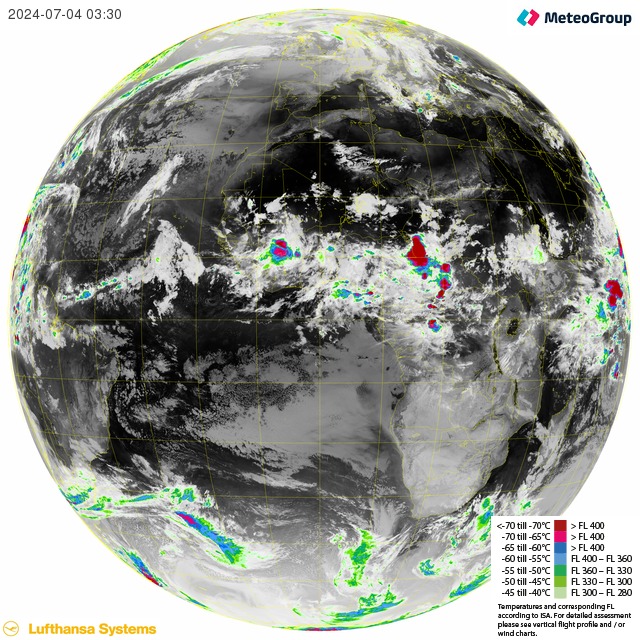 2024-07-04 03:30
MeteoGroup
<-70 till -70°C > FL 400
-70 till -65°C > FL 400
-65 till -60°C > FL 400
-60 till -55°C FL 400 – FL 360
-55 till -50°C FL 360 – FL 330
-50 till -45°C FL 330 – FL 300
-45 till -40°C FL 300 – FL 280
Temperatures and corresponding FL
according to ISA. For detailed assessment
please see vertical flight profile and / or
wind charts.
Lufthansa Systems